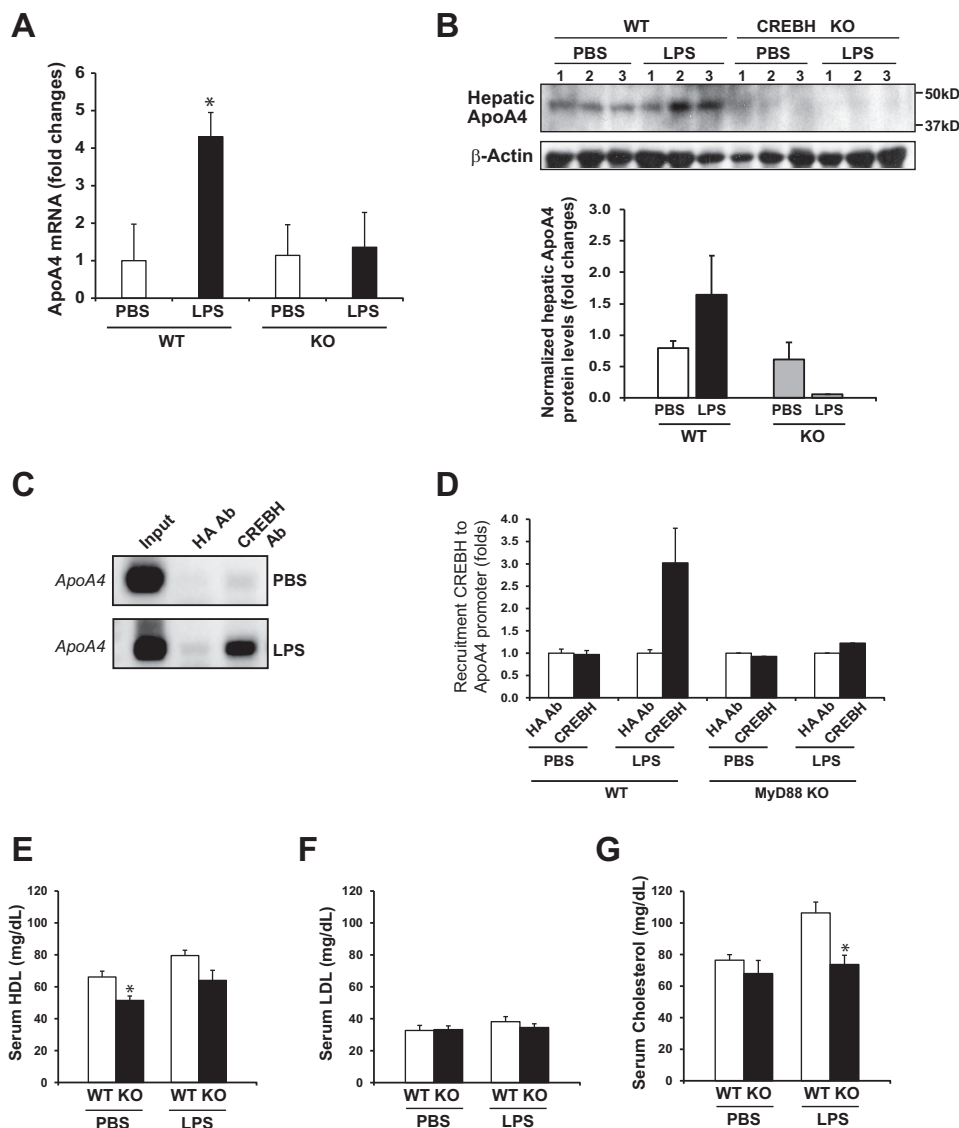 A
ApoA4 mRNA (fold changes)
6
5
4
3
2
1
0
*
PBS LPS PBS LPS
WT KO
B
WT CREBH KO
PBS LPS PBS LPS
1 2 3 1 2 3 1 2 3 1 2 3
Hepatic
ApoA4
50kD
37kD
β-Actin
Normalized hepatic ApoA4
protein levels (fold changes)
3.0
2.5
2.0
1.5
1.0
0.5
0.0
PBS LPS PBS LPS
WT KO
C
Input
HA Ab
CREBH
Ab
ApoA4 PBS
ApoA4 LPS
D
Recruitment CREBH to
ApoA4 promoter (folds)
4.0
3.5
3.0
2.5
2.0
1.5
1.0
0.5
0.0
HA Ab CREBH HA Ab CREBH HA Ab CREBH HA Ab CREBH
PBS LPS PBS LPS
WT MyD88 KO
E
Serum HDL (mg/dL)
120
100
80
60
40
20
0
*
WT KO WT KO
PBS LPS
F
Serum LDL (mg/dL)
120
100
80
60
40
20
0
WT KO WT KO
PBS LPS
G
Serum Cholesterol (mg/dL)
120
100
80
60
40
20
0
*
WT KO WT KO
PBS LPS